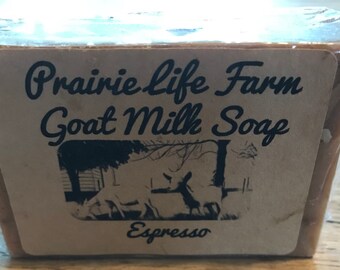 Prairie Life Farm
Goat Milk Soap
Espresso